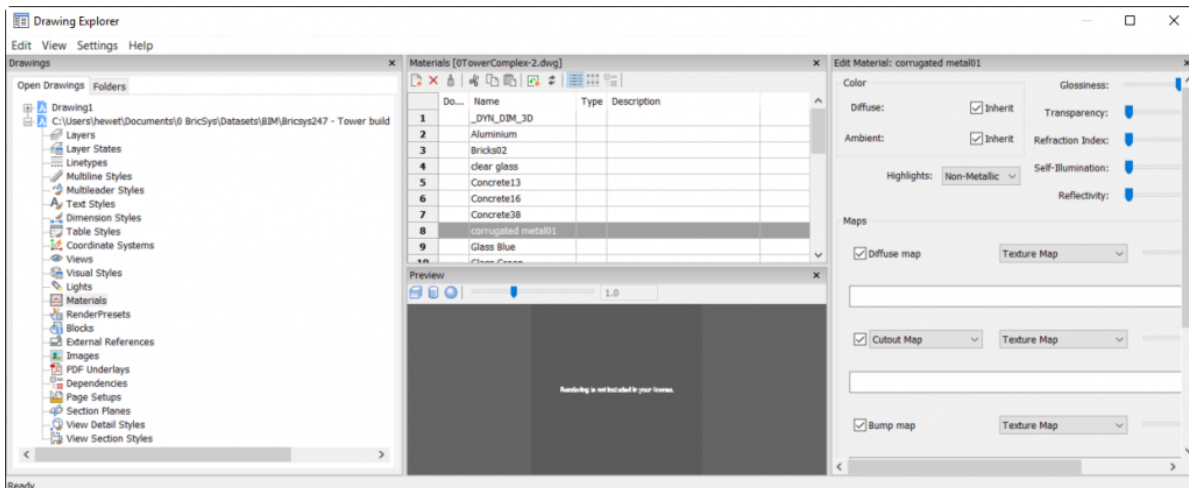 Drawing Explorer
Edit View Settings Help
Drawings
Open Drawings Folders
Drawing1
C:\Users\hewet\Documents\0 BricSys\Datasets\BIM\Bricsys247 - Tower build
Layers
Layer States
Linetypes
Multiline Styles
Multileader Styles
Text Styles
Dimension Styles
Table Styles
Coordinate Systems
Views
Visual Styles
Lights
Materials
RenderPresets
Blocks
External References
Images
PDF Underlays
Dependencies
Page Setups
Section Planes
View Detail Styles
View Section Styles
Ready
Materials [0TowerComplex-2.dwg]
Do... Name Type Description
1 _DYN_DIM_3D
2 Aluminium
3 Bricks02
4 clear glass
5 Concrete13
6 Concrete16
7 Concrete38
8 corrugated metal01
9 Glass Blue
10 Glass Green
Preview
1.0
Rendering is not included in your license.
Edit Material: corrugated metal01
Color
Diffuse: Inherit
Ambient: Inherit
Highlights: Non-Metallic
Glossiness:
Transparency:
Refraction Index:
Self-Illumination:
Reflectivity:
Maps
Diffuse map Texture Map
Cutout Map Texture Map
Bump map Texture Map